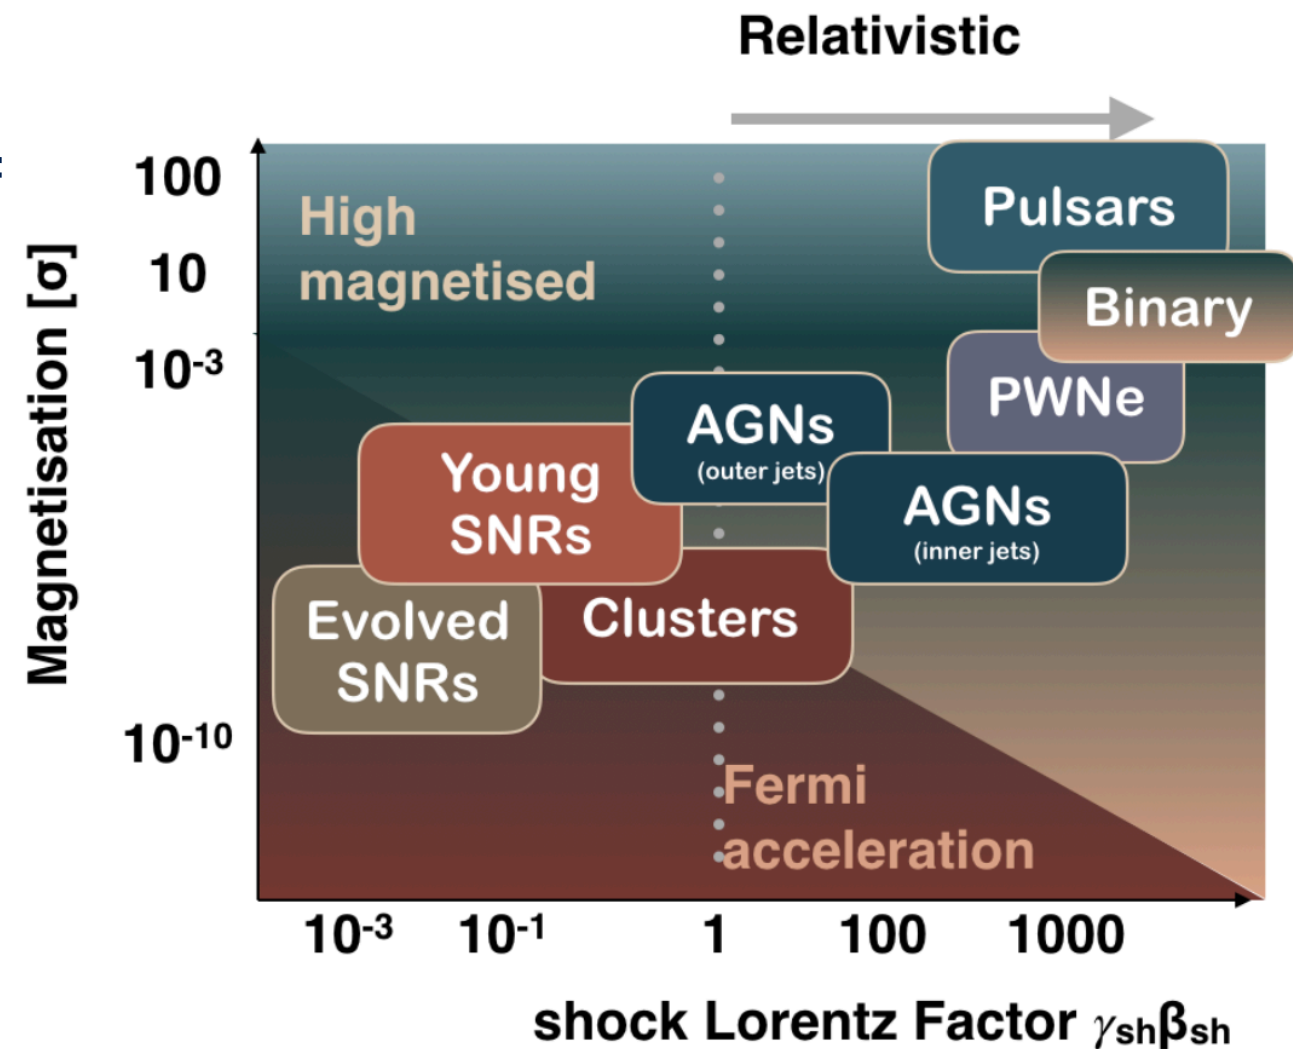 Relativistic
:
100
10
10-3
10-10
Magnetisation [σ]
High
magnetised
Pulsars
Binary
PWNe
AGNs
(outer jets)
AGNs
(inner jets)
Young
SNRs
Clusters
Evolved
SNRs
Fermi
acceleration
10-3 10-1 1 100 1000
shock Lorentz Factor γshβsh